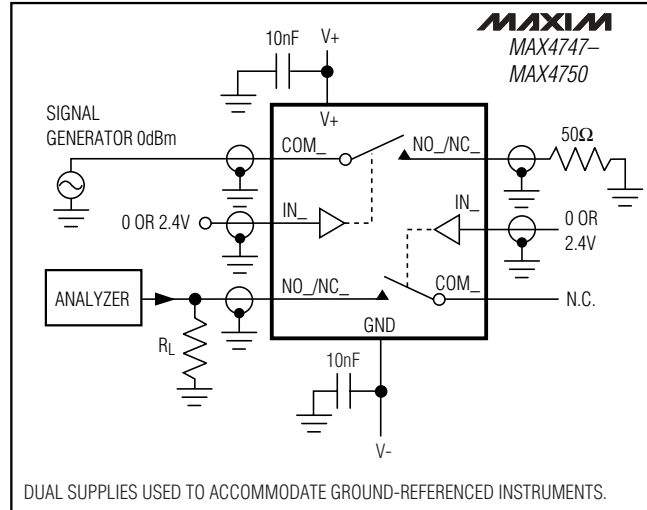 MAXIM
MAX4747–
MAX4750
10nF
V+
V+
SIGNAL
GENERATOR 0dBm
COM_
NO_/NC_
50Ω
IN_
0 OR 2.4V
IN_
0 OR
2.4V
ANALYZER
NO_/NC_
COM_
N.C.
RL
GND
10nF
V-
DUAL SUPPLIES USED TO ACCOMMODATE GROUND-REFERENCED INSTRUMENTS.